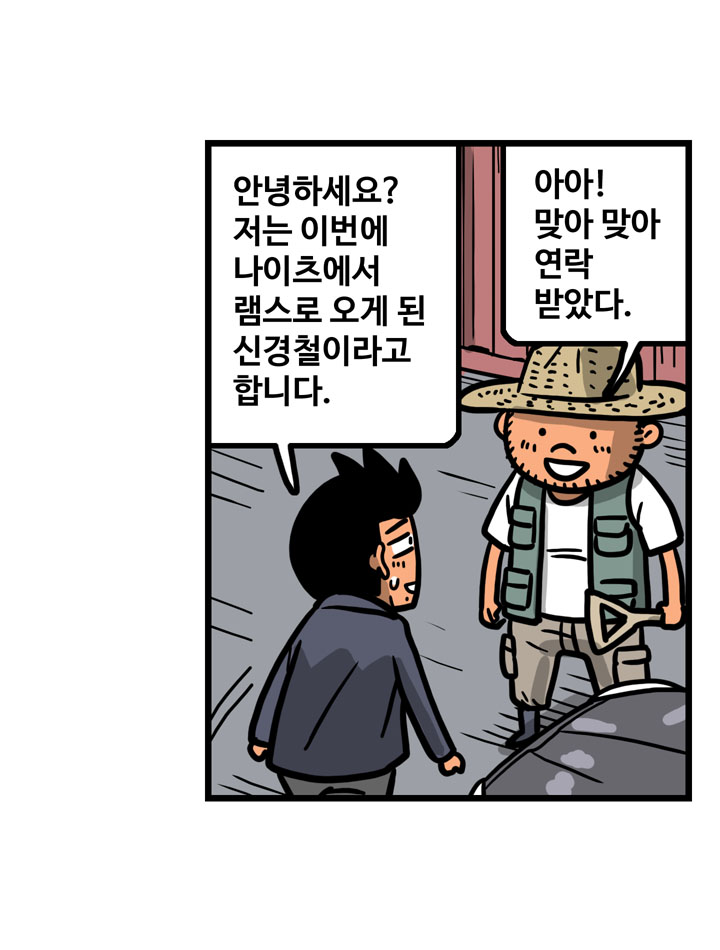 안녕하세요?
저는 이번에
나이츠에서
램스로 오게 된
신경철이라고
합니다.
아아!
맞아 맞아
연락
받았다.